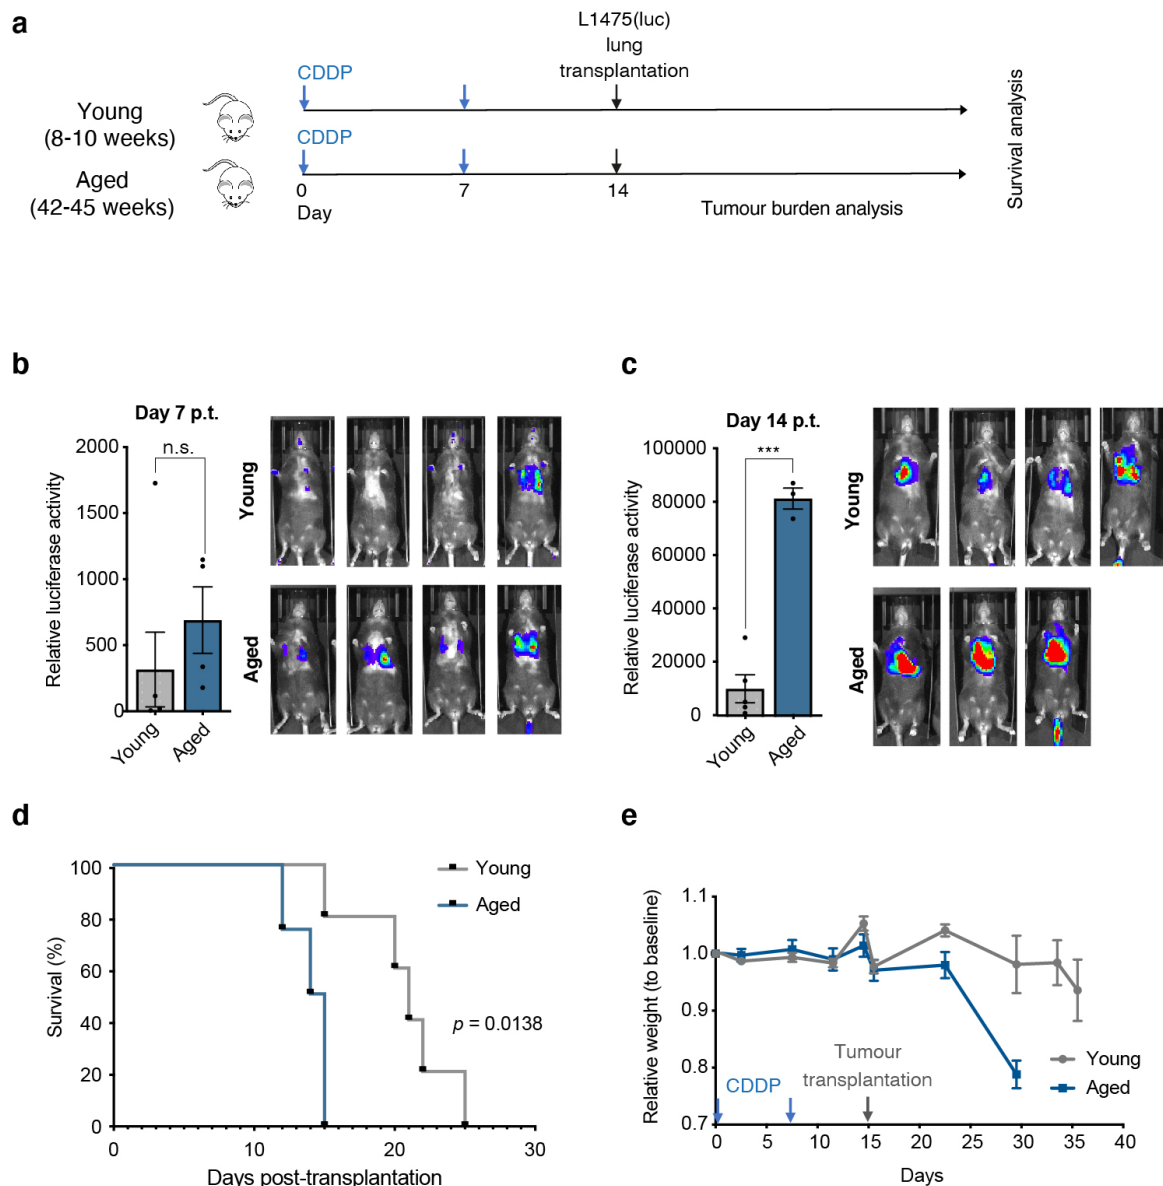 a
L1475(luc)
lung
transplantation
CDDP
Young
(8-10 weeks)
CDDP
Aged
(42-45 weeks)
0
7
14
Day
Tumour burden analysis
Survival analysis
b
Day 7 p.t.
n.s.
Relative luciferase activity
2000
1500
1000
500
0
Young
Aged
Young
Aged
c
Day 14 p.t.
***
Relative luciferase activity
100000
80000
60000
40000
20000
0
Young
Aged
Young
Aged
d
Survival (%)
100
80
60
40
20
0
Young
Aged
p = 0.0138
0
10
20
30
Days post-transplantation
e
Relative weight (to baseline)
1.1
1.0
0.9
0.8
0.7
CDDP
Tumour
transplantation
Young
Aged
0
5
10
15
20
25
30
35
40
Days